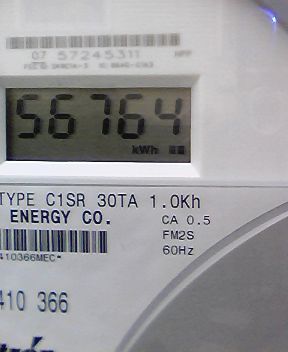 07 57245311
56764
kWh
TYPE C1SR 30TA 1.0Kh
ENERGY CO.
CA 0.5
FM2S
60Hz
410366MEC*
410 366